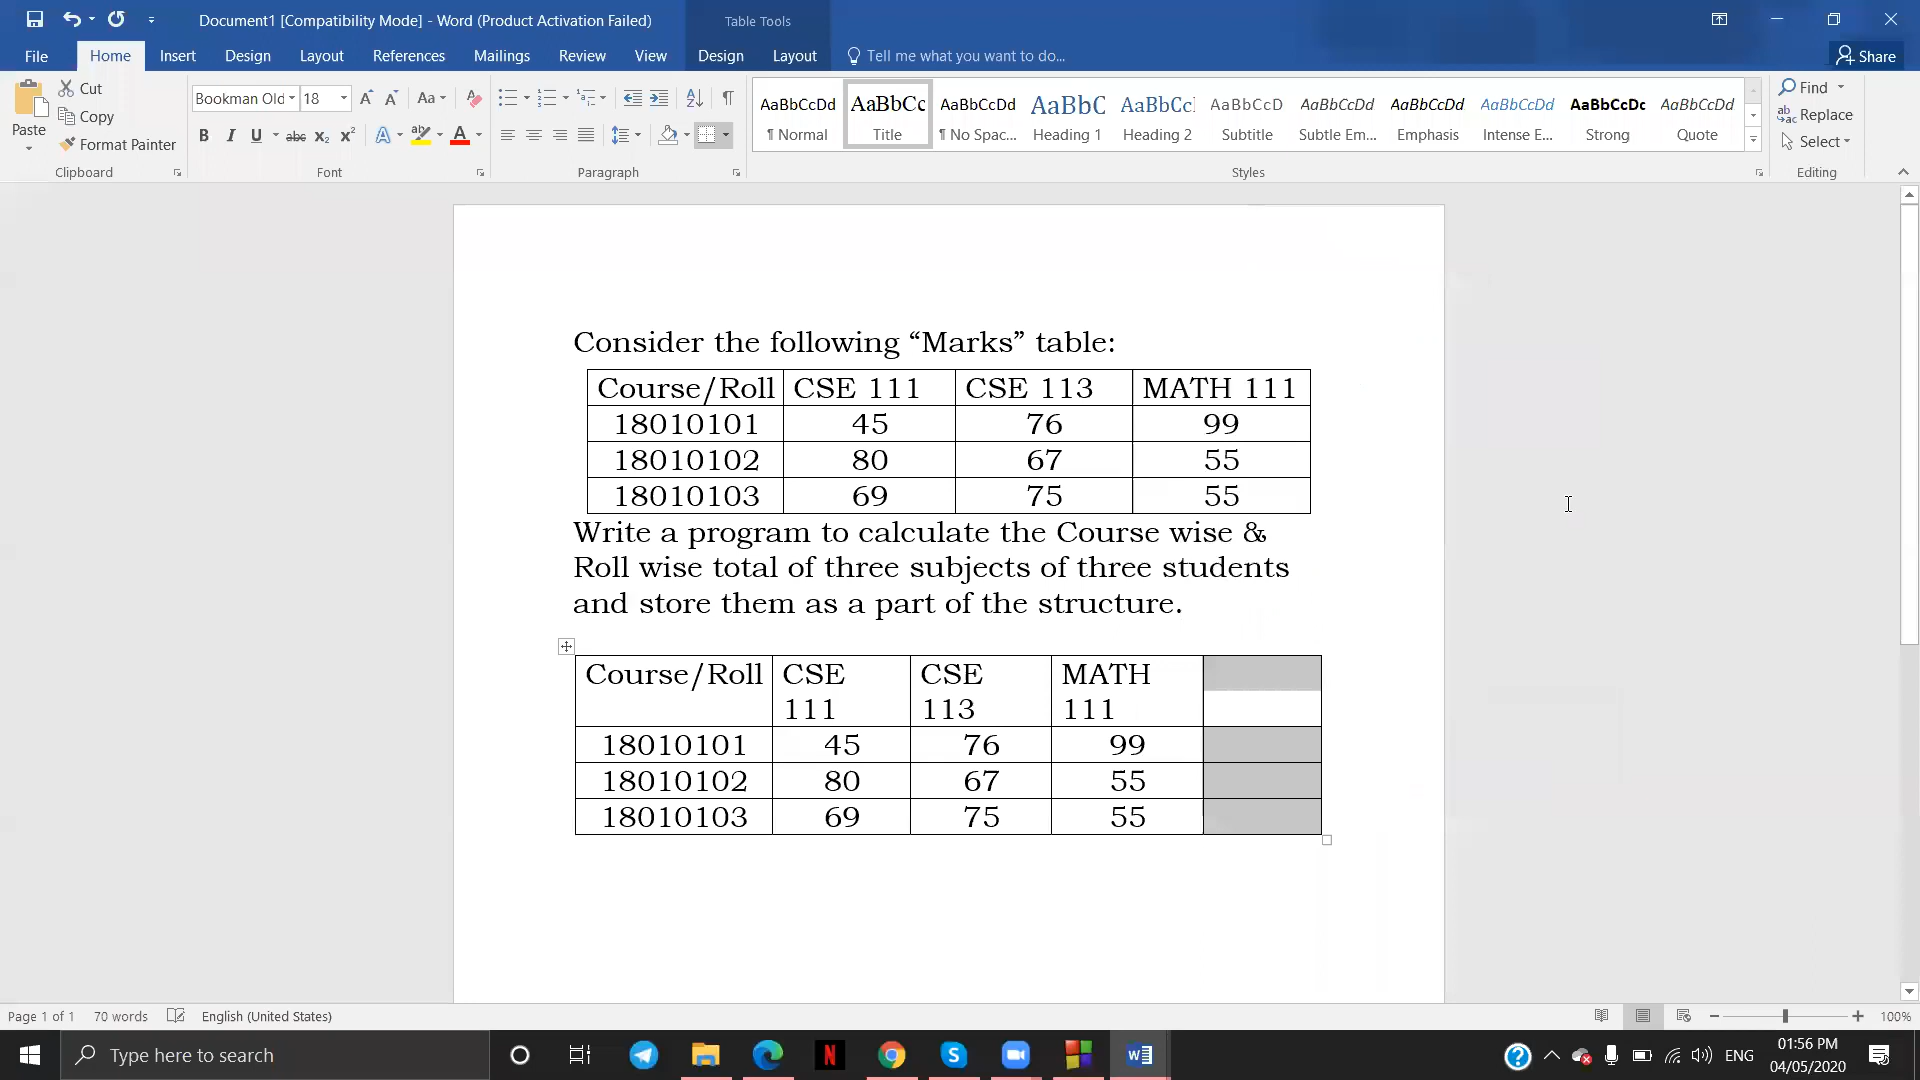 Document1 [Compatibility Mode] - Word (Product Activation Failed)
Table Tools
File Home Insert Design Layout References Mailings Review View Design Layout Tell me what you want to do... Share
Paste
Cut
Copy
Format Painter
Clipboard
Bookman Old 18
Font
Paragraph
AaBbCcDd AaBbCc AaBbCcDd AaBbC AaBbCc AaBbCcD AaBbCcDd AaBbCcDd AaBbCcDd AaBbCcDc AaBbCcDd
¶ Normal Title ¶ No Spac... Heading 1 Heading 2 Subtitle Subtle Em... Emphasis Intense E... Strong Quote
Styles
Find
Replace
Select
Editing
Consider the following “Marks” table:
Course/Roll CSE 111 CSE 113 MATH 111
18010101 45 76 99
18010102 80 67 55
18010103 69 75 55
Write a program to calculate the Course wise &
Roll wise total of three subjects of three students
and store them as a part of the structure.
Course/Roll CSE 111 CSE 113 MATH 111
18010101 45 76 99
18010102 80 67 55
18010103 69 75 55
Page 1 of 1 70 words English (United States) 100%
Type here to search
ENG
01:56 PM
04/05/2020